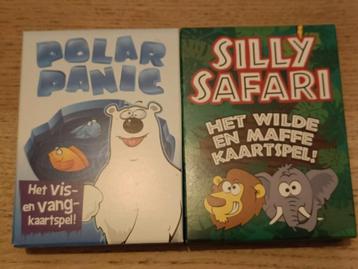 POLAR
PANIC
Het vis-
en vang-
kaartspel!
SILLY
SAFARI
HET WILDE
EN MAFFE
KAARTSPEL!